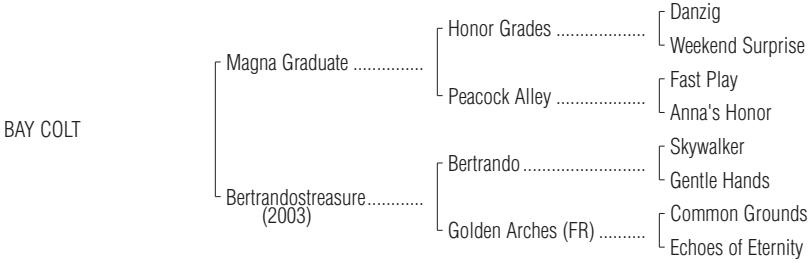 Danzig
Honor Grades ....................
Weekend Surprise
Magna Graduate ...............
Fast Play
Peacock Alley ....................
Anna's Honor
BAY COLT
Skywalker
Bertrando ...........................
Gentle Hands
Bertrandostreasure ............
(2003)
Common Grounds
Golden Arches (FR) ..........
Echoes of Eternity